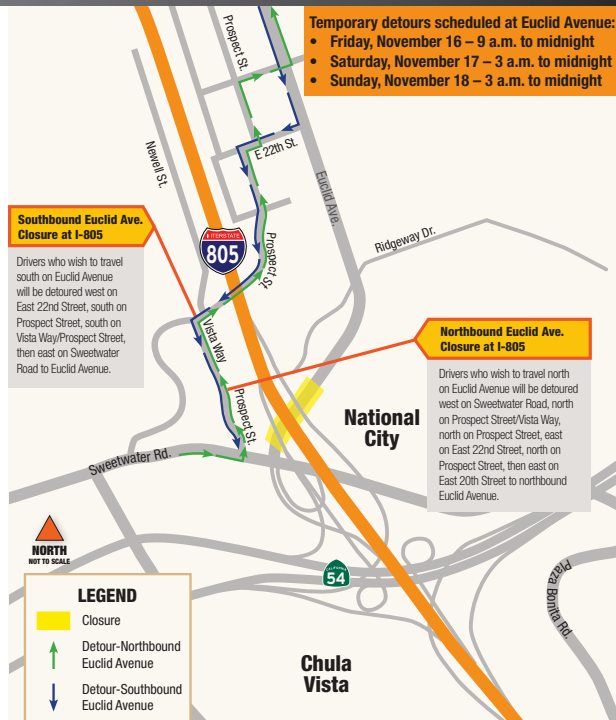 Temporary detours scheduled at Euclid Avenue:
• Friday, November 16 – 9 a.m. to midnight
• Saturday, November 17 – 3 a.m. to midnight
• Sunday, November 18 – 3 a.m. to midnight
Prospect St.
E 22th St.
Newell St.
Euclid Ave.
Southbound Euclid Ave.
Closure at I-805
Drivers who wish to travel
south on Euclid Avenue
will be detoured west on
East 22nd Street, south on
Prospect Street, south on
Vista Way/Prospect Street,
then east on Sweetwater
Road to Euclid Avenue.
INTERSTATE
805
Prospect
St.
Ridgeway Dr.
Vista Way
Prospect St.
Northbound Euclid Ave.
Closure at I-805
Drivers who wish to travel north
on Euclid Avenue will be detoured
west on Sweetwater Road, north
on Prospect Street/Vista Way,
north on Prospect Street, east
on East 22nd Street, north on
Prospect Street, then east on
East 20th Street to northbound
Euclid Avenue.
National
City
Sweetwater Rd.
NORTH
NOT TO SCALE
CALIFORNIA
54
Plaza
Bonita Rd.
LEGEND
Closure
Detour-Northbound
Euclid Avenue
Detour-Southbound
Euclid Avenue
Chula
Vista